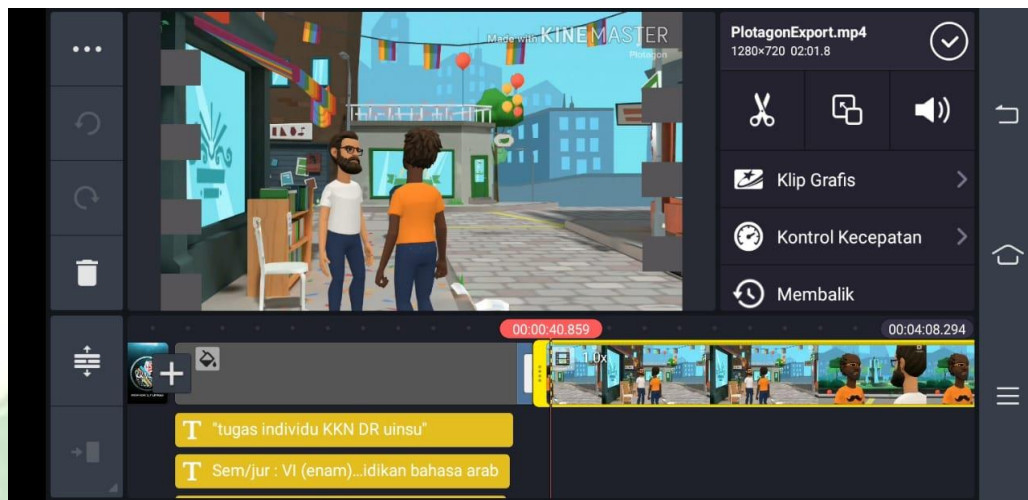 Made with KINEMASTER
Plotagon
PlotagonExport.mp4
1280×720 02:01.8
Klip Grafis
Kontrol Kecepatan
Membalik
00:00:40.859
00:04:08.294
1.0x
T "tugas individu KKN DR uinsu"
T Sem/jur : VI (enam)...idikan bahasa arab